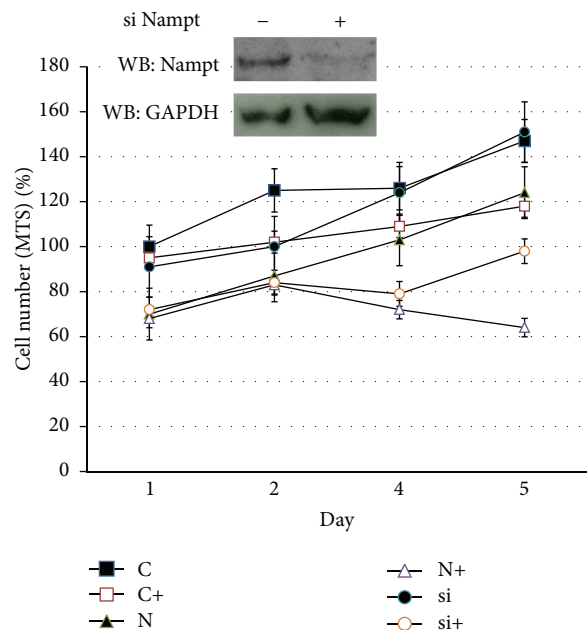 si Nampt − +
WB: Nampt
WB: GAPDH
180
160
140
120
100
80
60
40
20
0
Cell number (MTS) (%)
1 2 4 5
Day
C
C+
N
N+
si
si+